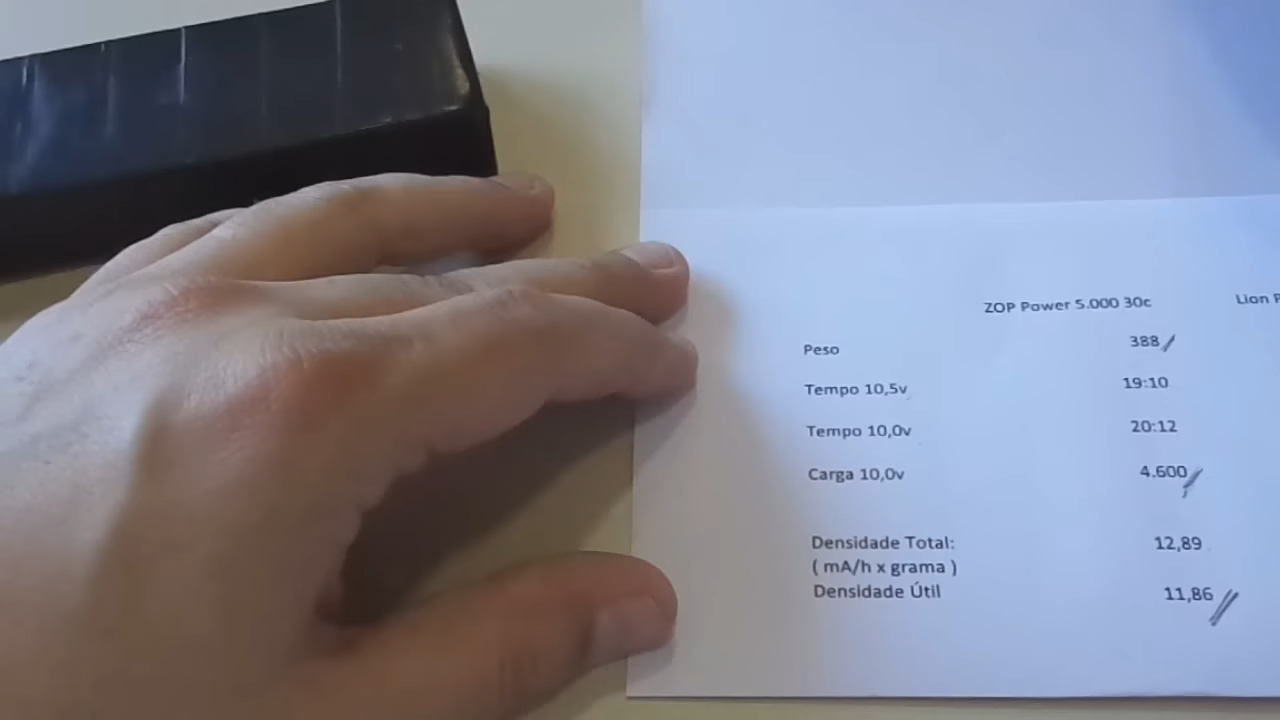 ZOP Power 5.000 30c Lion
Peso 388
Tempo 10,5v 19:10
Tempo 10,0v 20:12
Carga 10,0v 4.600
Densidade Total: 12,89
( mA/h x grama )
Densidade Útil 11,86